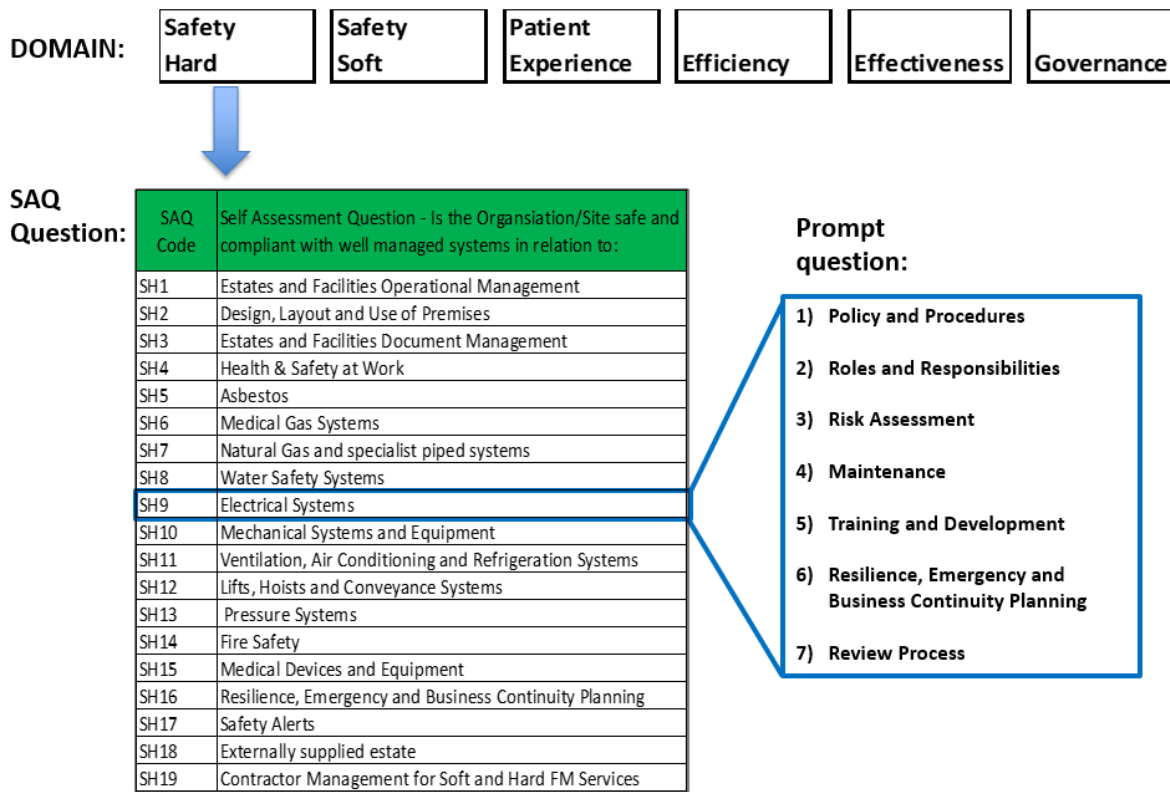 DOMAIN:
Safety
Hard
Safety
Soft
Patient
Experience
Efficiency
Effectiveness
Governance
SAQ
Question:
SAQ
Code
Self Assessment Question - Is the Organsiation/Site safe and
compliant with well managed systems in relation to:
SH1 Estates and Facilities Operational Management
SH2 Design, Layout and Use of Premises
SH3 Estates and Facilities Document Management
SH4 Health & Safety at Work
SH5 Asbestos
SH6 Medical Gas Systems
SH7 Natural Gas and specialist piped systems
SH8 Water Safety Systems
SH9 Electrical Systems
SH10 Mechanical Systems and Equipment
SH11 Ventilation, Air Conditioning and Refrigeration Systems
SH12 Lifts, Hoists and Conveyance Systems
SH13 Pressure Systems
SH14 Fire Safety
SH15 Medical Devices and Equipment
SH16 Resilience, Emergency and Business Continuity Planning
SH17 Safety Alerts
SH18 Externally supplied estate
SH19 Contractor Management for Soft and Hard FM Services
Prompt
question:
1) Policy and Procedures
2) Roles and Responsibilities
3) Risk Assessment
4) Maintenance
5) Training and Development
6) Resilience, Emergency and
Business Continuity Planning
7) Review Process